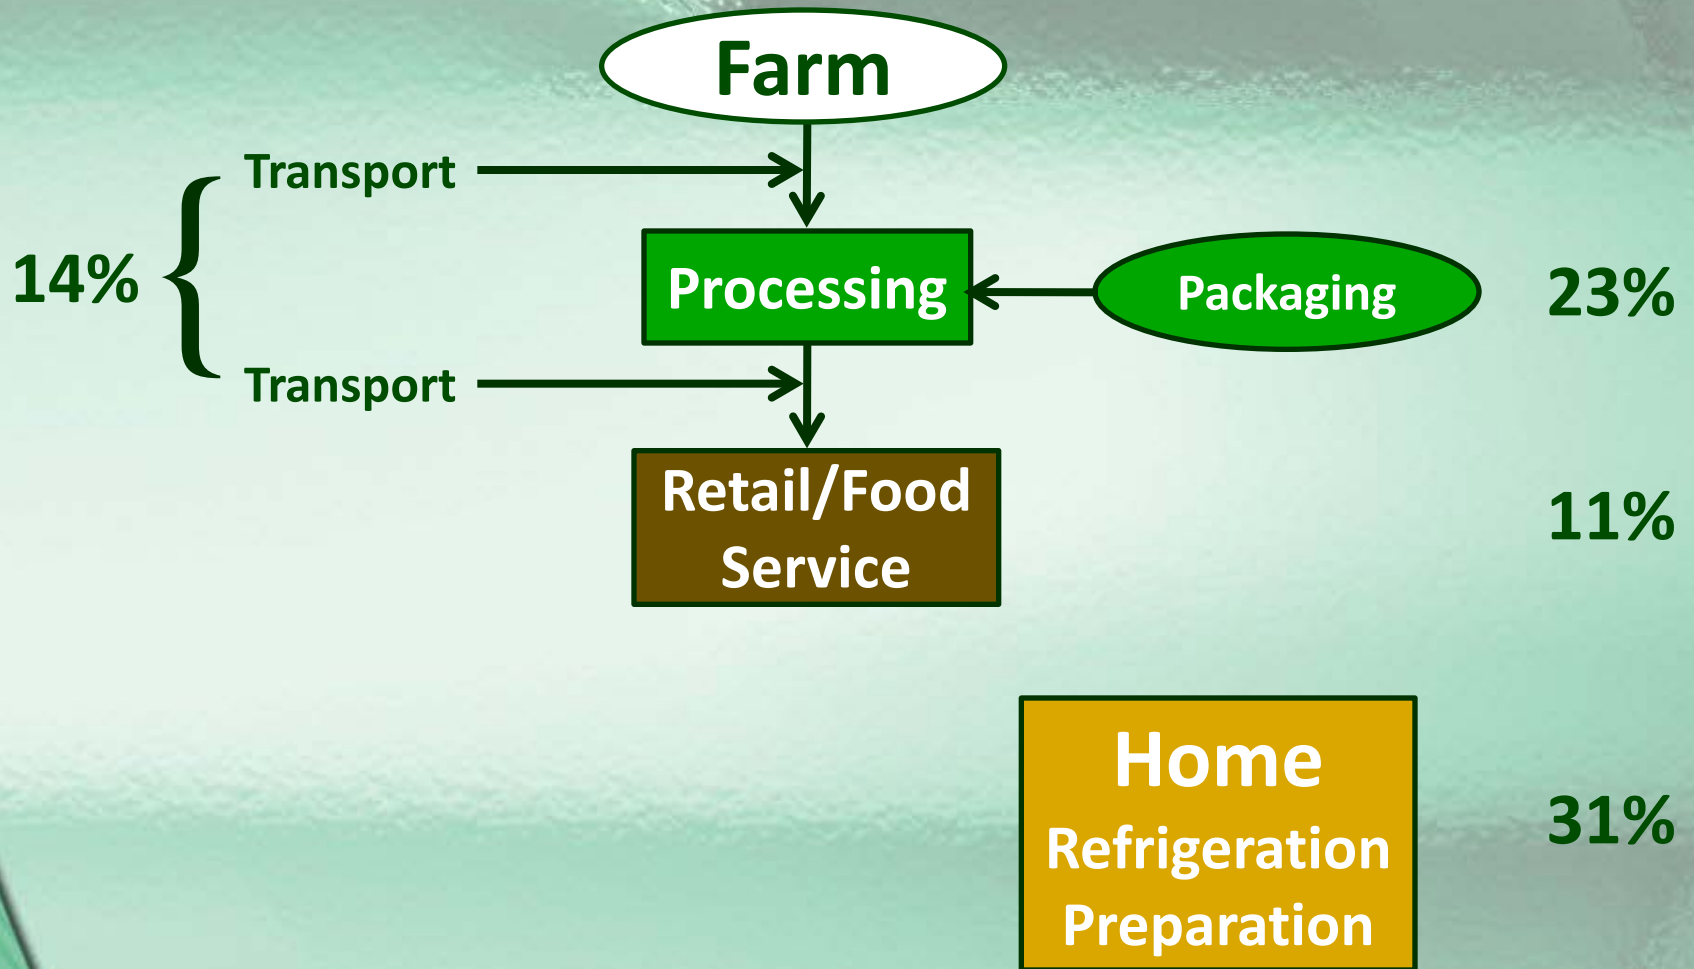 Farm
Transport
14%
Processing
Packaging
23%
Transport
Retail/Food
Service
11%
Home
Refrigeration
Preparation
31%